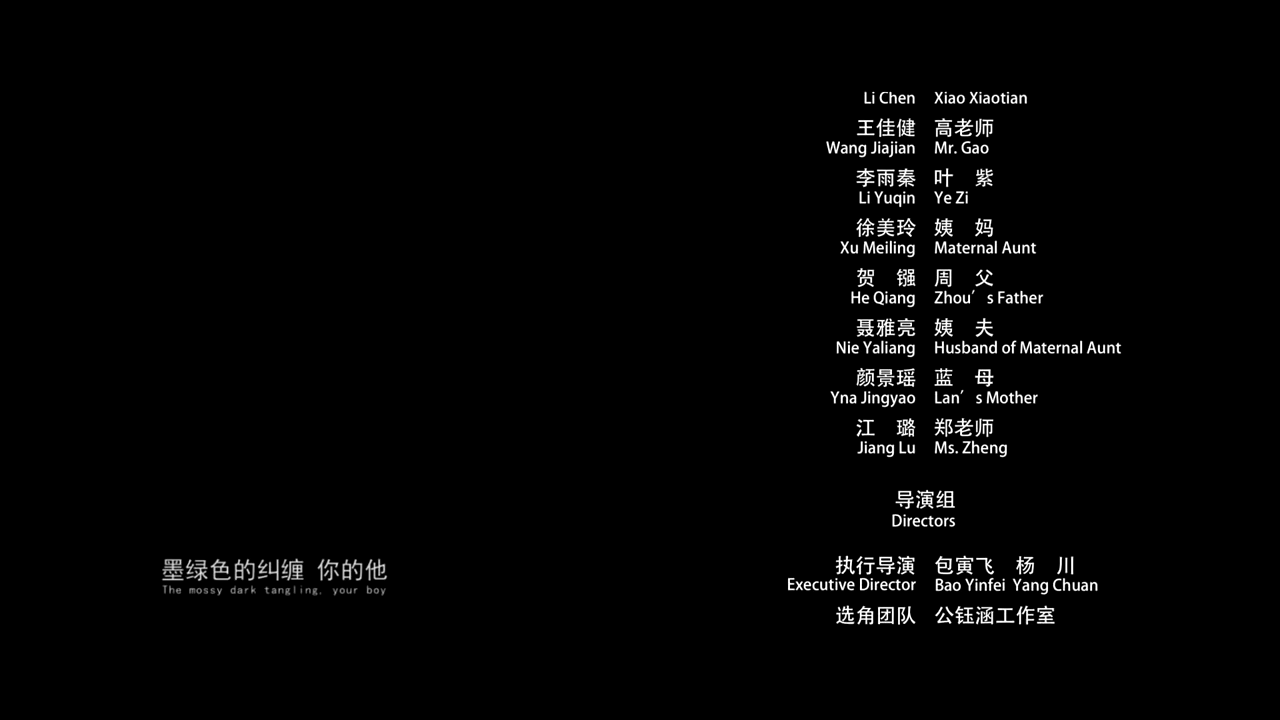 Li Chen Xiao Xiaotian
王佳健 高老师
Wang Jiajian Mr. Gao
李雨秦 叶 紫
Li Yuqin Ye Zi
徐美玲 姨 妈
Xu Meiling Maternal Aunt
贺 镪 周 父
He Qiang Zhou′s Father
聂雅亮 姨 夫
Nie Yaliang Husband of Maternal Aunt
颜景瑶 蓝 母
Yna Jingyao Lan′s Mother
江 璐 郑老师
Jiang Lu Ms. Zheng
导演组
Directors
执行导演 包寅飞 杨 川
Executive Director Bao Yinfei Yang Chuan
选角团队 公钰涵工作室
墨绿色的纠缠 你的他
The mossy dark tangling, your boy